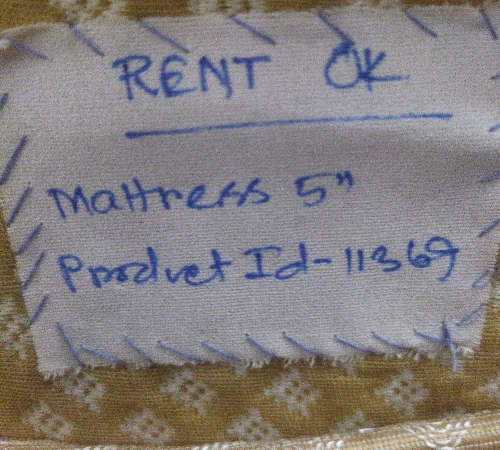 RENT OK
Mattress 5"
Product Id-11369